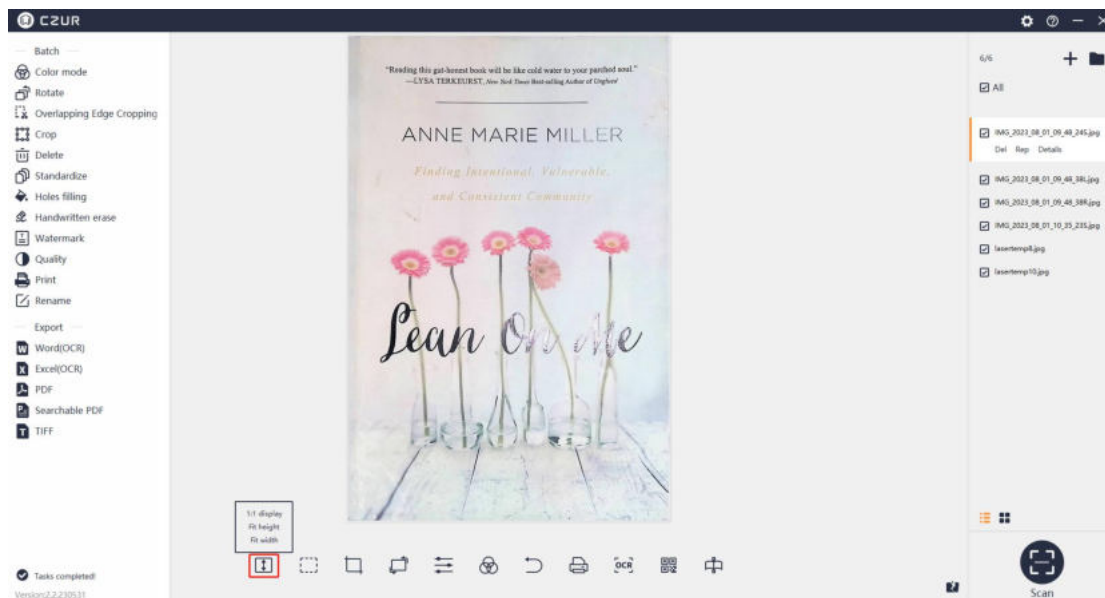 CZUR
Batch
Color mode
Rotate
Overlapping Edge Cropping
Crop
Delete
Standardize
Holes filling
Handwritten erase
Watermark
Quality
Print
Rename
Export
Word(OCR)
Excel(OCR)
PDF
Searchable PDF
TIFF
Tasks completed!
Version:2.2.230531
"Reading this gut-honest book will be like cold water to your parched soul."
—LYSA TERKEURST, New York Times Best-selling Author of Unglued
ANNE MARIE MILLER
Finding Intentional, Vulnerable,
and Consistent Community
Lean On Me
1:1 display
Fit height
Fit width
OCR
6/6
All
IMG_2023_08_01_09_48_24S.jpg
Del Rep Details
IMG_2023_08_01_09_48_38L.jpg
IMG_2023_08_01_09_48_38R.jpg
IMG_2023_08_01_10_35_23S.jpg
lasertemp8.jpg
lasertemp10.jpg
Scan